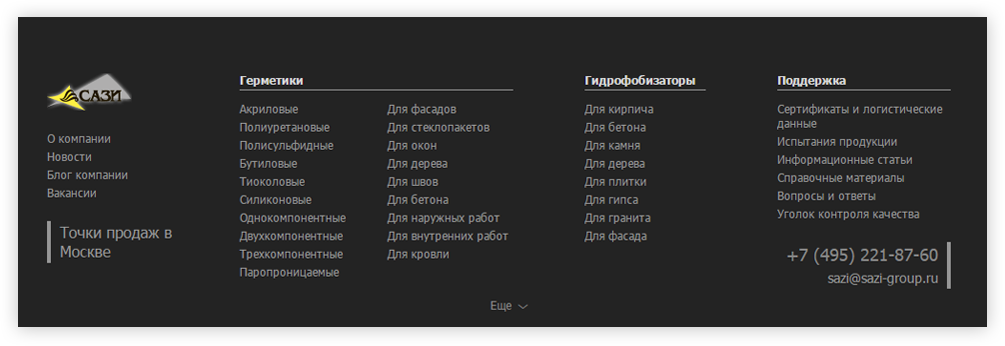 САЗИ
О компании
Новости
Блог компании
Вакансии
Точки продаж в
Москве
Герметики
Акриловые
Полиуретановые
Полисульфидные
Бутиловые
Тиоколовые
Силиконовые
Однокомпонентные
Двухкомпонентные
Трехкомпонентные
Паропроницаемые
Для фасадов
Для стеклопакетов
Для окон
Для дерева
Для швов
Для бетона
Для наружных работ
Для внутренних работ
Для кровли
Гидрофобизаторы
Для кирпича
Для бетона
Для камня
Для дерева
Для плитки
Для гипса
Для гранита
Для фасада
Поддержка
Сертификаты и логистические
данные
Испытания продукции
Информационные статьи
Справочные материалы
Вопросы и ответы
Уголок контроля качества
+7 (495) 221-87-60
sazi@sazi-group.ru
Еще